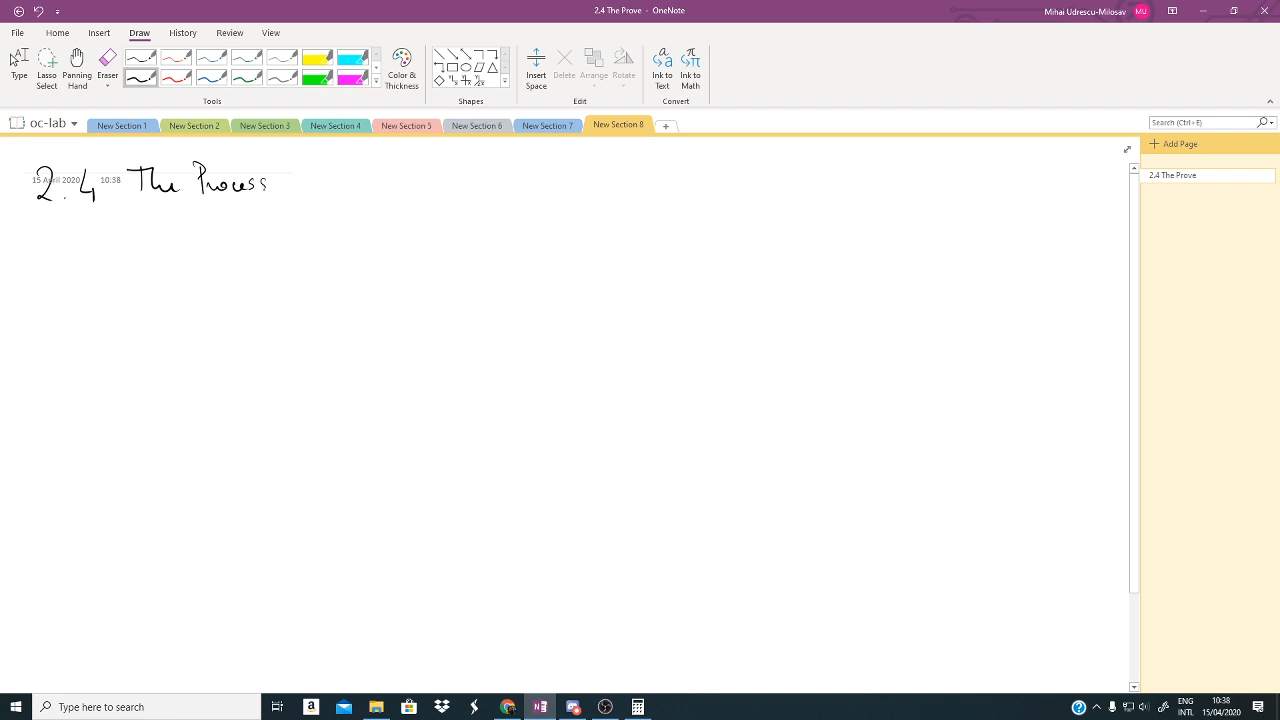 2.4 The Prove - OneNote
Mihai Udrescu-Milosav
MU
File Home Insert Draw History Review View
Type
Lasso Select
Panning Hand
Eraser
Color & Thickness
Insert Space
Delete
Arrange
Rotate
Ink to Text
Ink to Math
Tools
Shapes
Edit
Convert
oc-lab
New Section 1 New Section 2 New Section 3 New Section 4 New Section 5 New Section 6 New Section 7 New Section 8
Search (Ctrl+E)
Add Page
2.4 The Prove
15 April 2020 10:38
2.4 The Process
Type here to search
ENG
INTL
10:38
15/04/2020